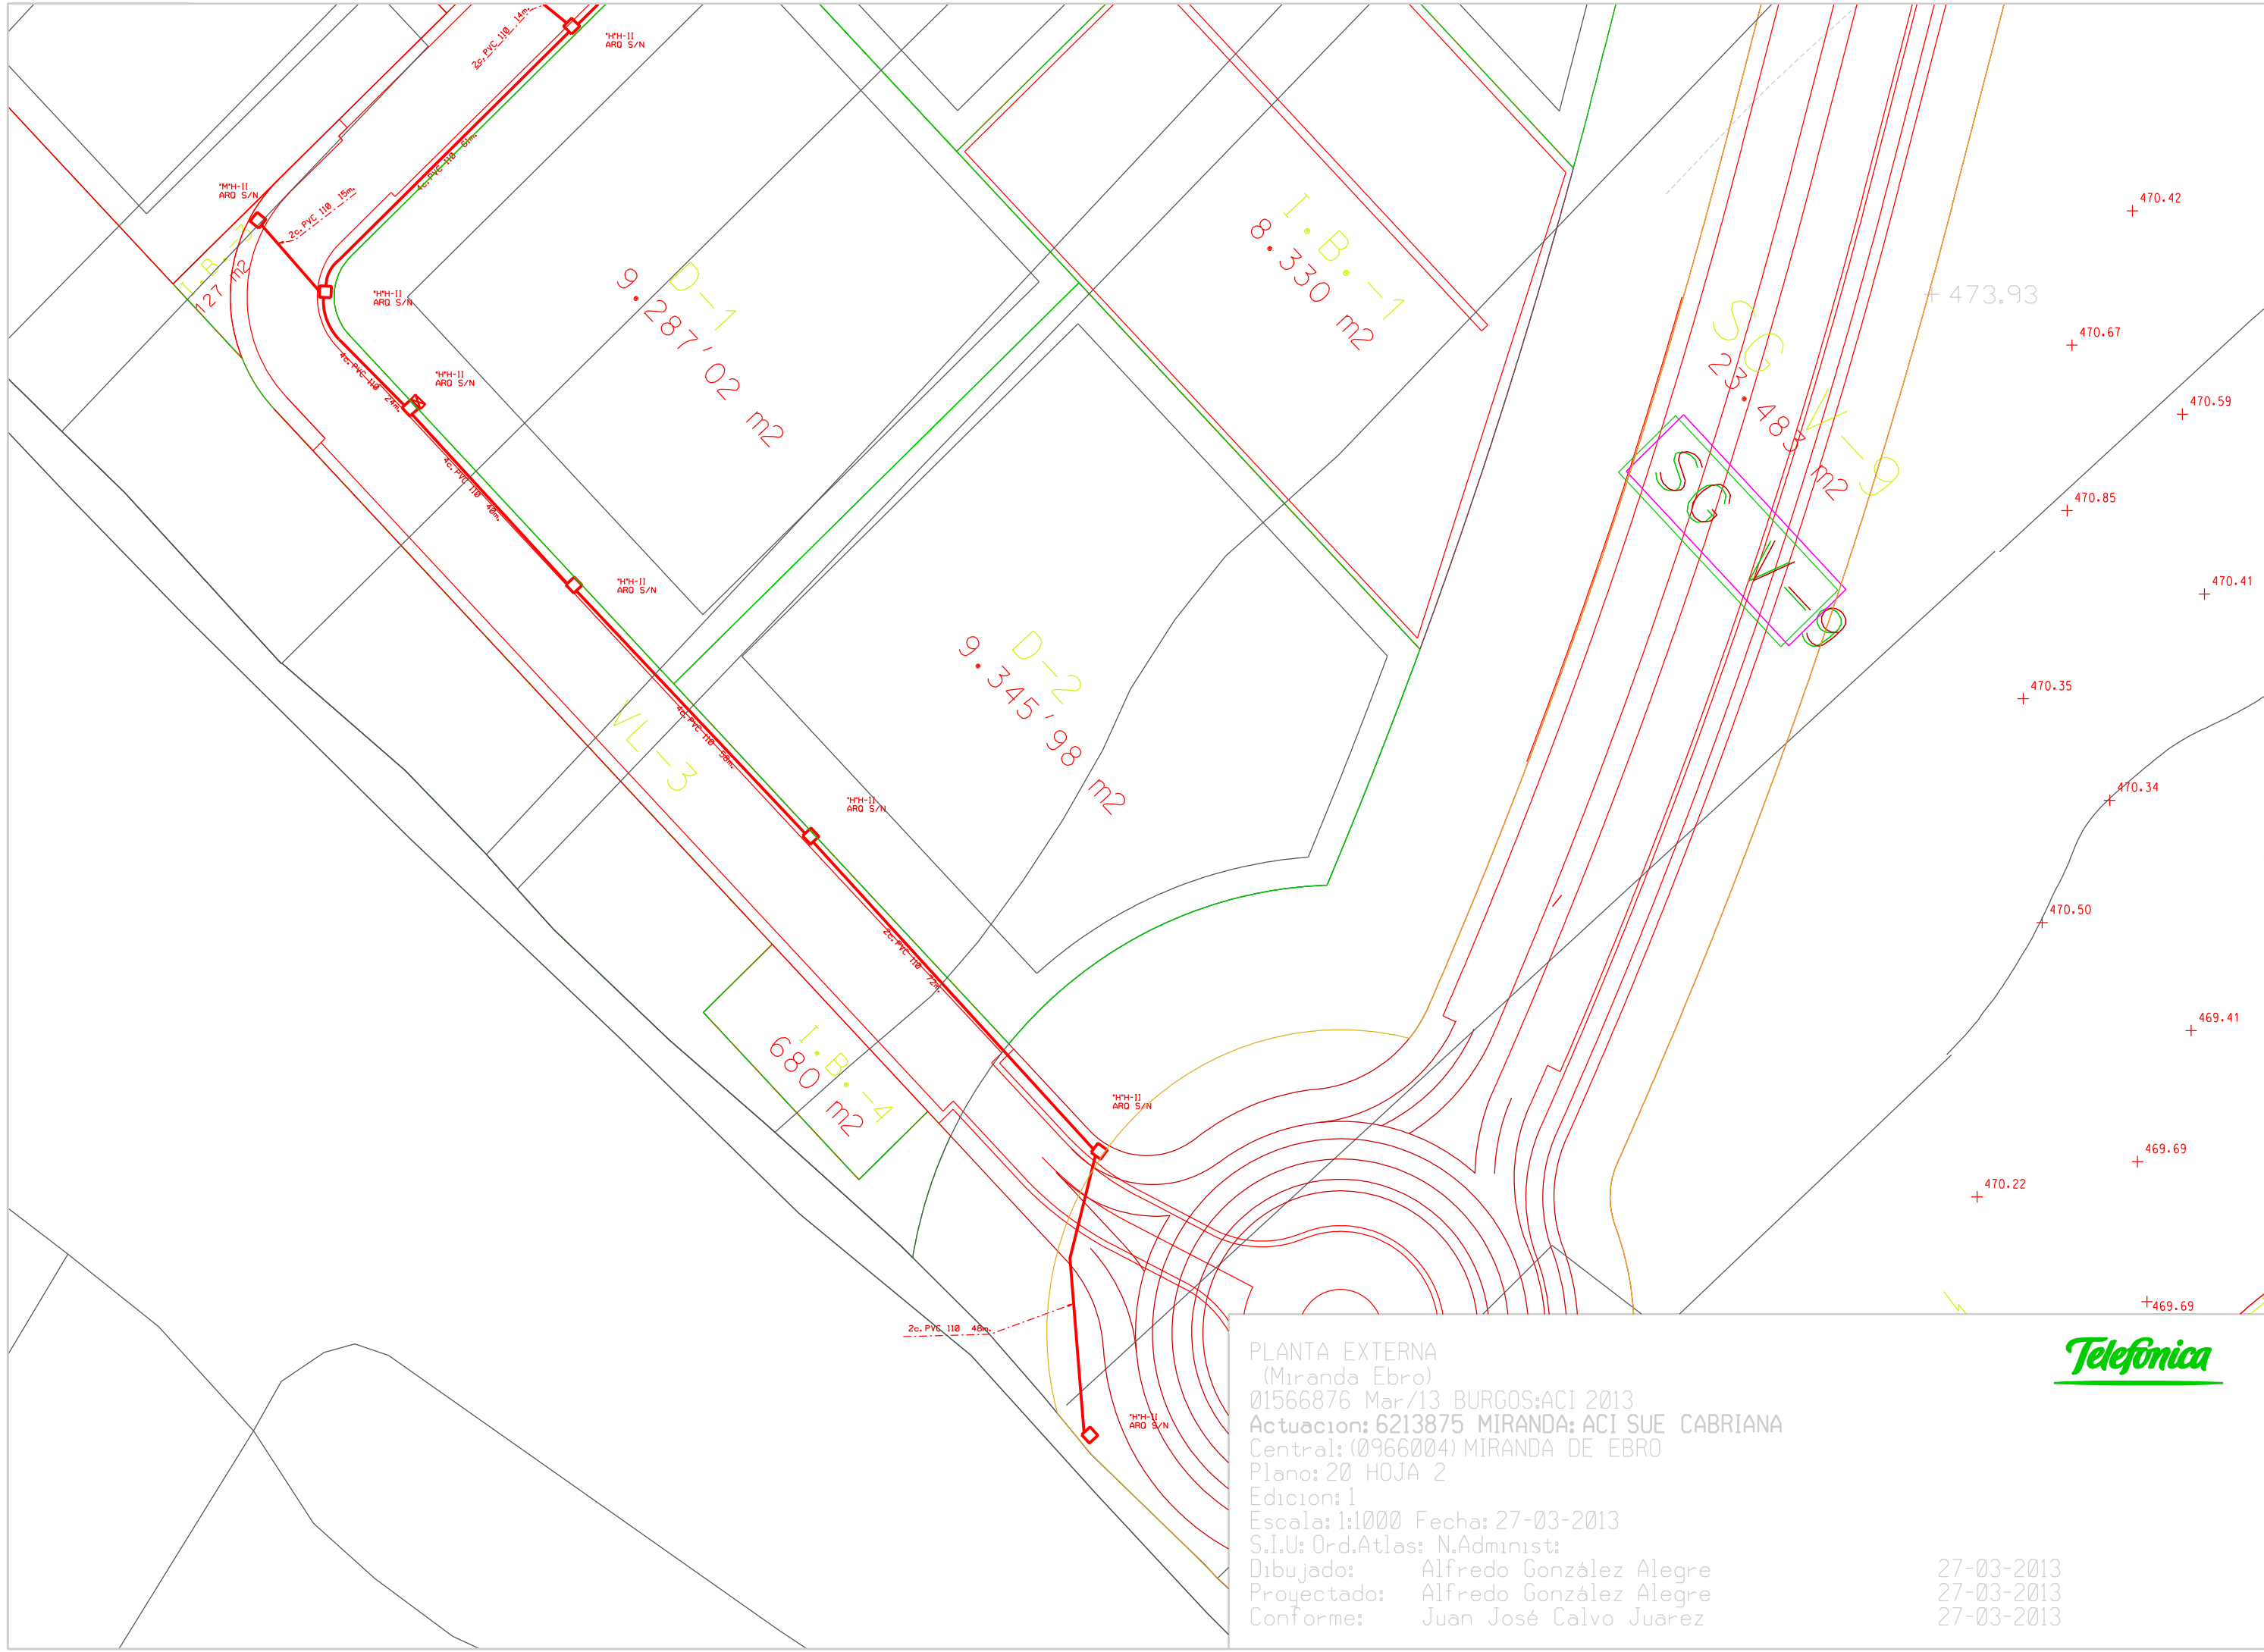 2c. PVC 110 14m.
"H"H-II
ARQ S/N
4c. PVC 110 61m.
"M"H-II
ARQ S/N
2c. PVC 110 15m.
I.B.-3
127 m2
"H"H-II
ARQ S/N
4c. PVC 110 24m.
"H"H-II
ARQ S/N
D-1
9.287'02 m2
I.B.-1
8.330 m2
SG V-9
23.483 m2
SG V-9
470.42
+473.93
470.67
470.59
470.85
470.41
470.35
470.34
470.50
469.41
469.69
470.22
469.69
4c. PVC 110 40m.
"H"H-II
ARQ S/N
VL-3
4c. PVC 110 56m.
D-2
9.345'98 m2
"H"H-II
ARQ S/N
2c. PVC 110 72m.
I.B.-4
680 m2
"H"H-II
ARQ S/N
2c. PVC 110 48m.
"H"H-II
ARQ S/N
Telefonica
PLANTA EXTERNA
(Miranda Ebro)
01566876 Mar/13 BURGOS:ACI 2013
Actuacion: 6213875 MIRANDA: ACI SUE CABRIANA
Central: (0966004) MIRANDA DE EBRO
Plano: 20 HOJA 2
Edicion: 1
Escala: 1:1000 Fecha: 27-03-2013
S.I.U: Ord.Atlas: N.Administ:
Dibujado: Alfredo González Alegre 27-03-2013
Proyectado: Alfredo González Alegre 27-03-2013
Conforme: Juan José Calvo Juarez 27-03-2013